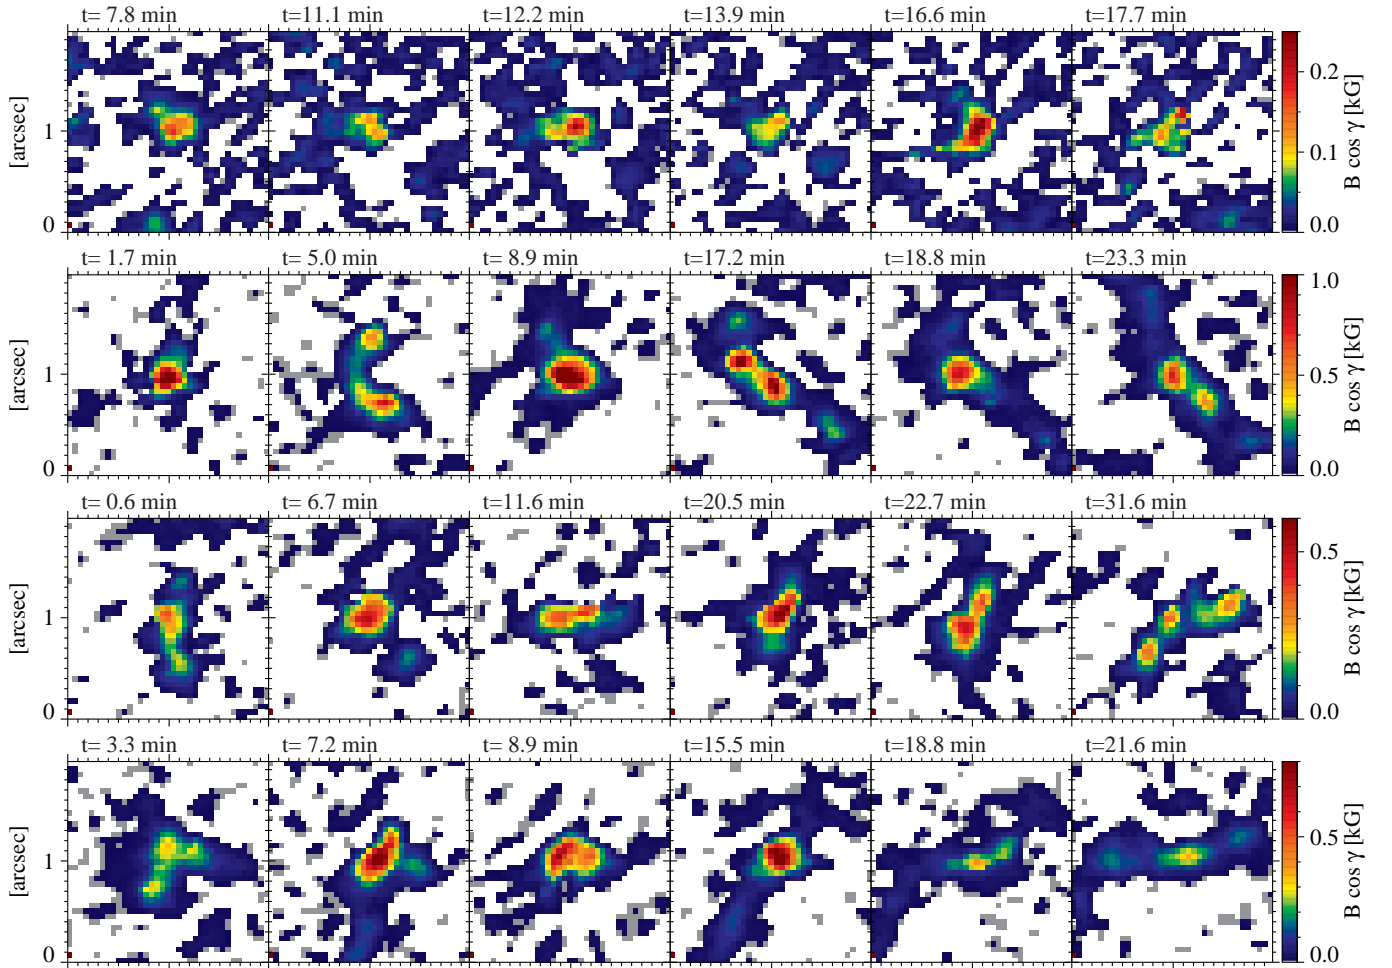 t= 7.8 min t=11.1 min t=12.2 min t=13.9 min t=16.6 min t=17.7 min
[arcsec] 1 0 0.2 0.1 0.0 B cos γ [kG]
t= 1.7 min t= 5.0 min t= 8.9 min t=17.2 min t=18.8 min t=23.3 min
[arcsec] 1 0 1.0 0.5 0.0 B cos γ [kG]
t= 0.6 min t= 6.7 min t=11.6 min t=20.5 min t=22.7 min t=31.6 min
[arcsec] 1 0 0.5 0.0 B cos γ [kG]
t= 3.3 min t= 7.2 min t= 8.9 min t=15.5 min t=18.8 min t=21.6 min
[arcsec] 1 0 0.5 0.0 B cos γ [kG]